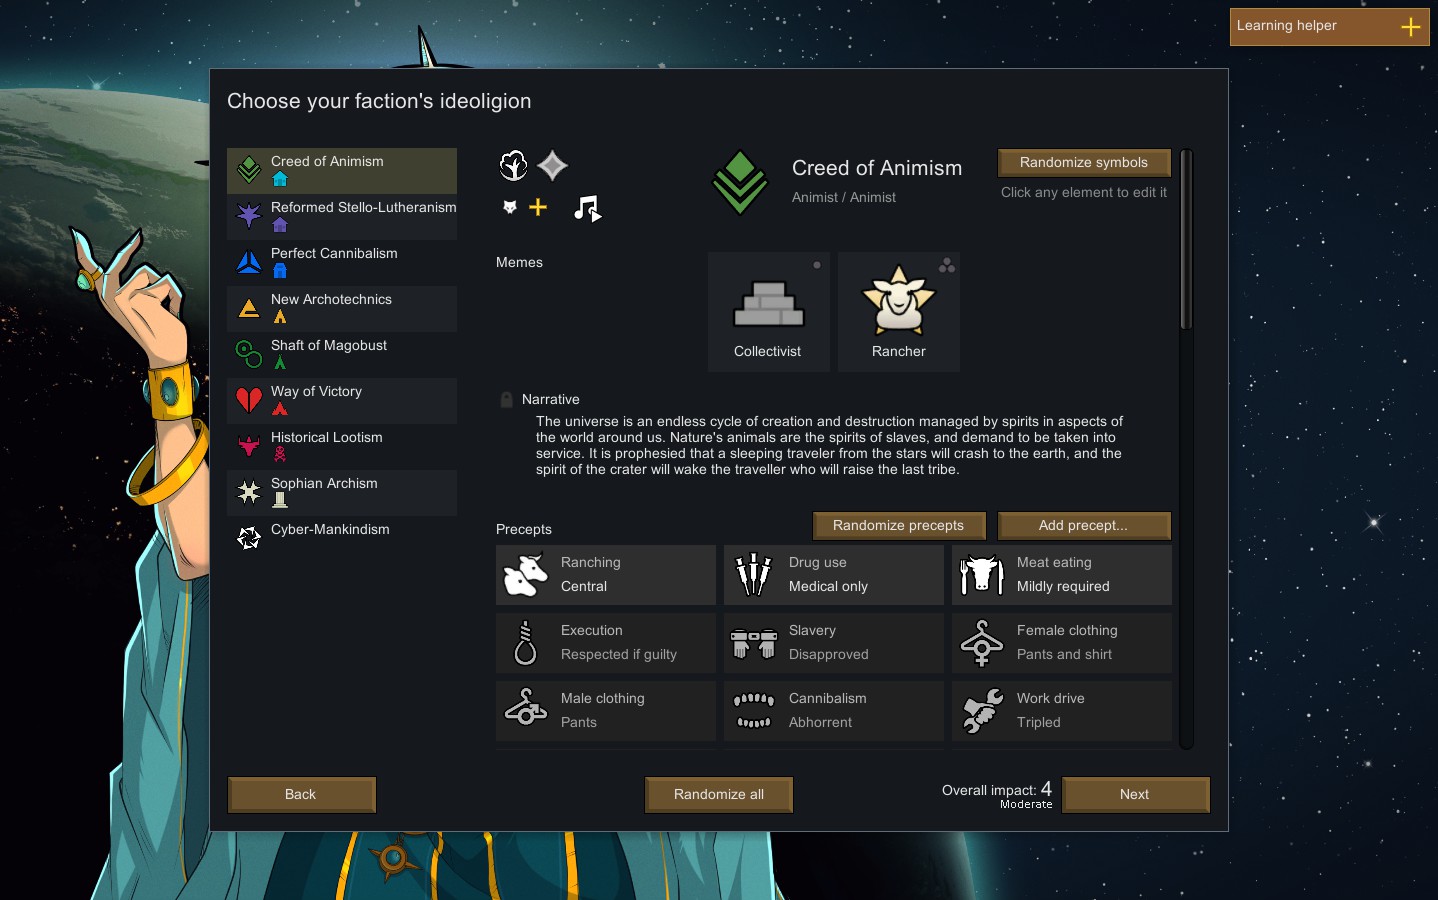 Learning helper
Choose your faction's ideoligion
Creed of Animism
Reformed Stello-Lutheranism
Perfect Cannibalism
New Archotechnics
Shaft of Magobust
Way of Victory
Historical Lootism
Sophian Archism
Cyber-Mankindism
Creed of Animism
Animist / Animist
Randomize symbols
Click any element to edit it
Memes
Collectivist
Rancher
Narrative
The universe is an endless cycle of creation and destruction managed by spirits in aspects of
the world around us. Nature's animals are the spirits of slaves, and demand to be taken into
service. It is prophesied that a sleeping traveler from the stars will crash to the earth, and the
spirit of the crater will wake the traveller who will raise the last tribe.
Precepts
Randomize precepts
Add precept...
Ranching
Central
Drug use
Medical only
Meat eating
Mildly required
Execution
Respected if guilty
Slavery
Disapproved
Female clothing
Pants and shirt
Male clothing
Pants
Cannibalism
Abhorrent
Work drive
Tripled
Back
Randomize all
Overall impact: 4
Moderate
Next